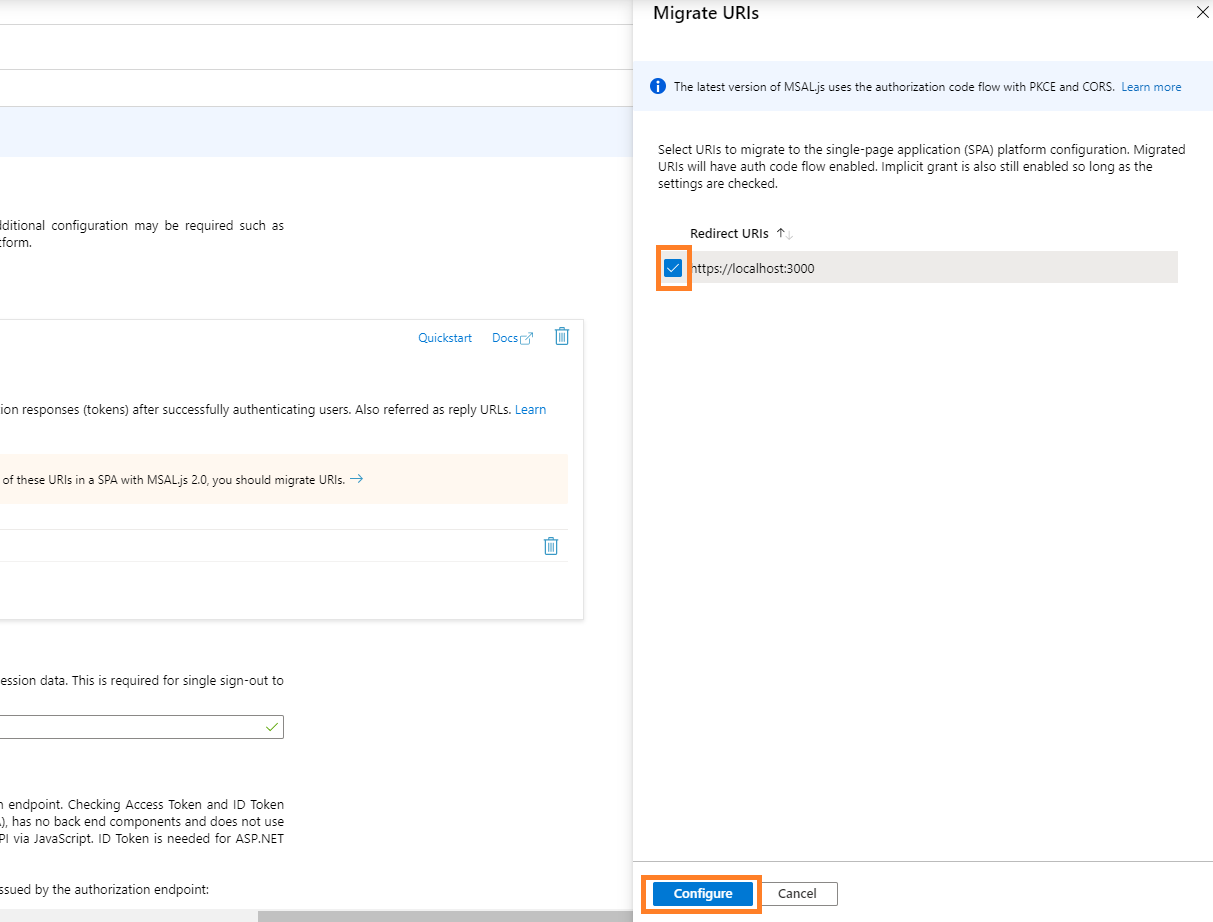 Migrate URIs
The latest version of MSAL.js uses the authorization code flow with PKCE and CORS. Learn more
Select URIs to migrate to the single-page application (SPA) platform configuration. Migrated
URIs will have auth code flow enabled. Implicit grant is also still enabled so long as the
settings are checked.
Redirect URIs
https://localhost:3000
Configure
Cancel
dditional configuration may be required such as
tform.
Quickstart
Docs
ion responses (tokens) after successfully authenticating users. Also referred as reply URLs. Learn
of these URIs in a SPA with MSAL.js 2.0, you should migrate URIs.
ession data. This is required for single sign-out to
n endpoint. Checking Access Token and ID Token
A), has no back end components and does not use
PI via JavaScript. ID Token is needed for ASP.NET
ssued by the authorization endpoint: